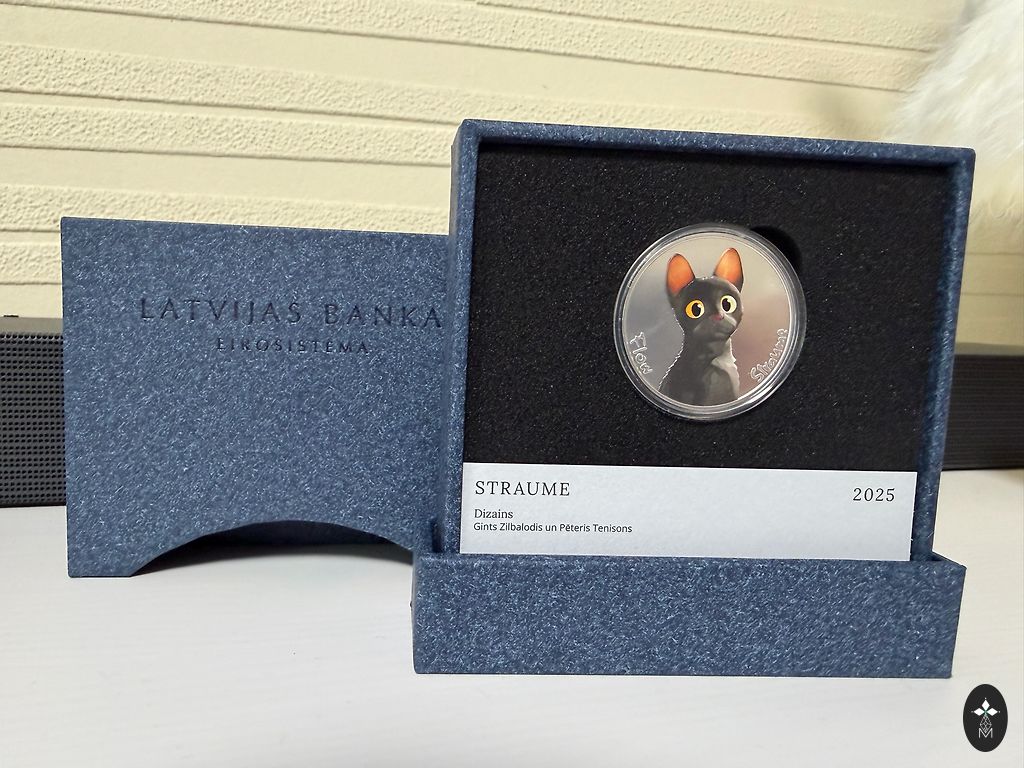 LATVIJAS BANKA
EIROSISTĒMA
Flow
Straume
STRAUME
2025
Dizains
Gints Zilbalodis un Pēteris Tenisons
M